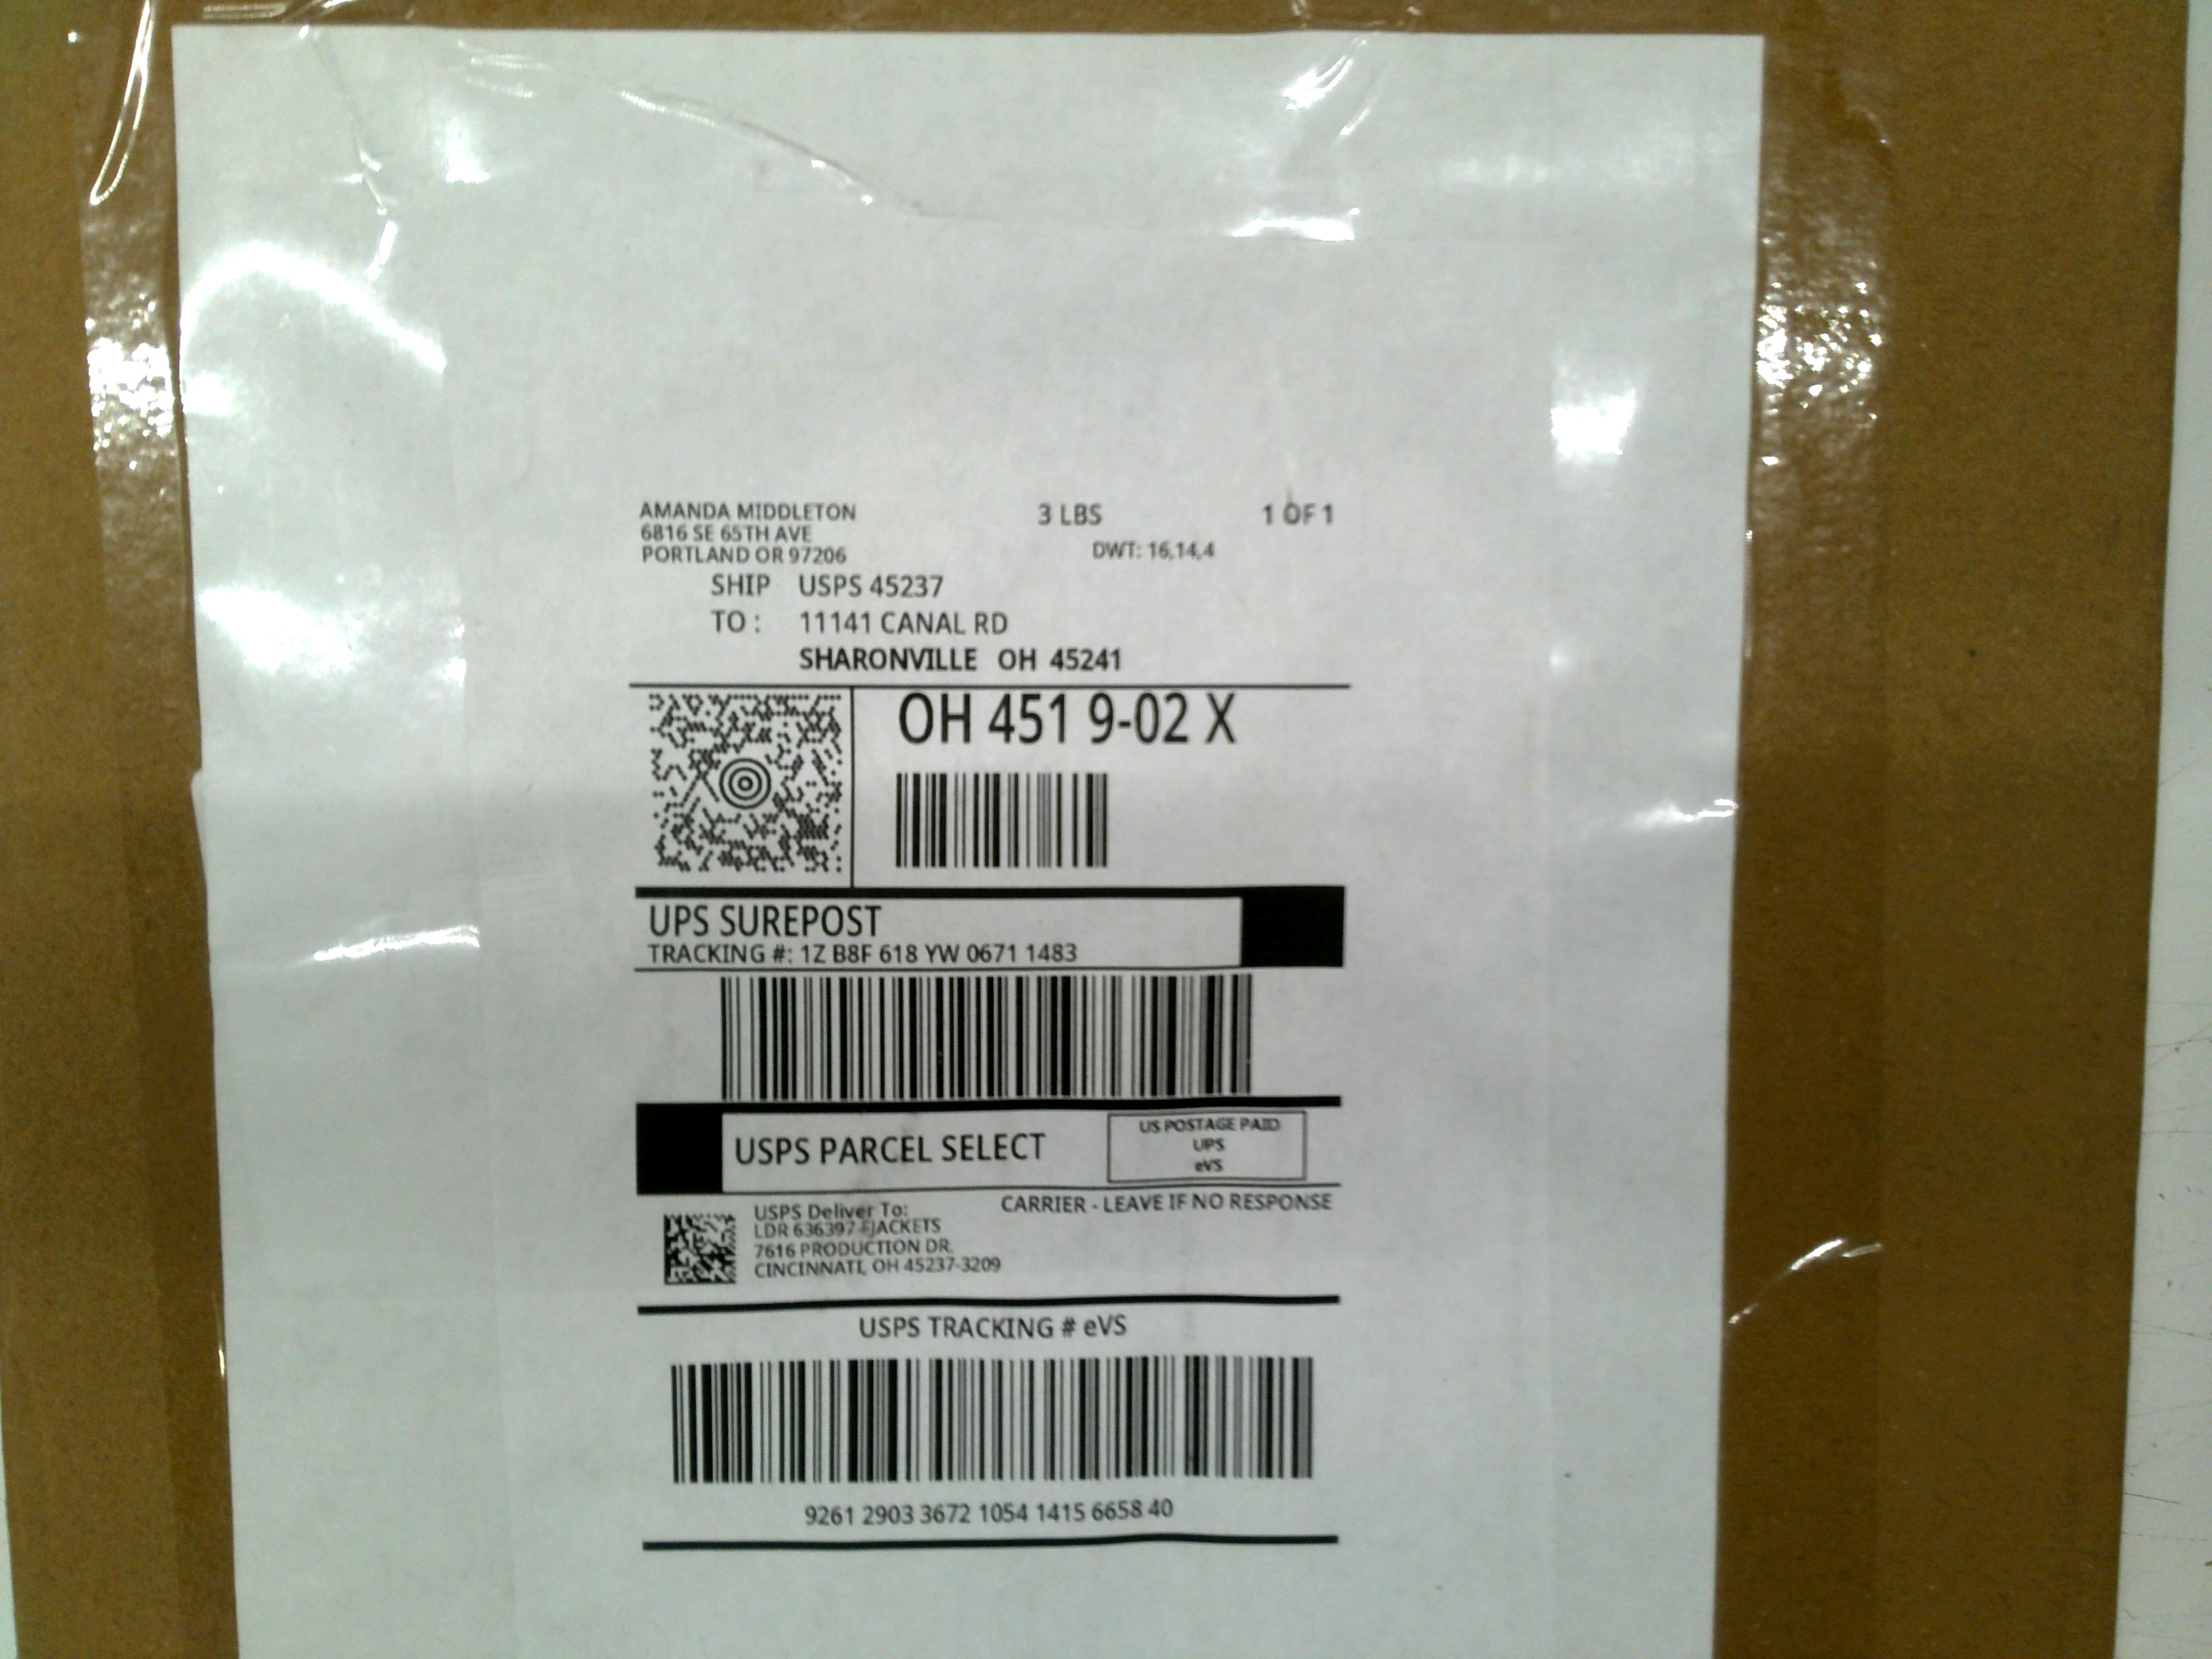 AMANDA MIDDLETON
6816 SE 65TH AVE
PORTLAND OR 97206
3 LBS
1 OF 1
DWT: 16,14,4
SHIP TO :
USPS 45237
11141 CANAL RD
SHARONVILLE OH 45241
OH 451 9-02 X
UPS SUREPOST
TRACKING #: 1Z B8F 618 YW 0671 1483
USPS PARCEL SELECT
US POSTAGE PAID
UPS
eVS
CARRIER - LEAVE IF NO RESPONSE
USPS Deliver To:
LDR 636397-FJACKETS
7616 PRODUCTION DR.
CINCINNATI, OH 45237-3209
USPS TRACKING # eVS
9261 2903 3672 1054 1415 6658 40